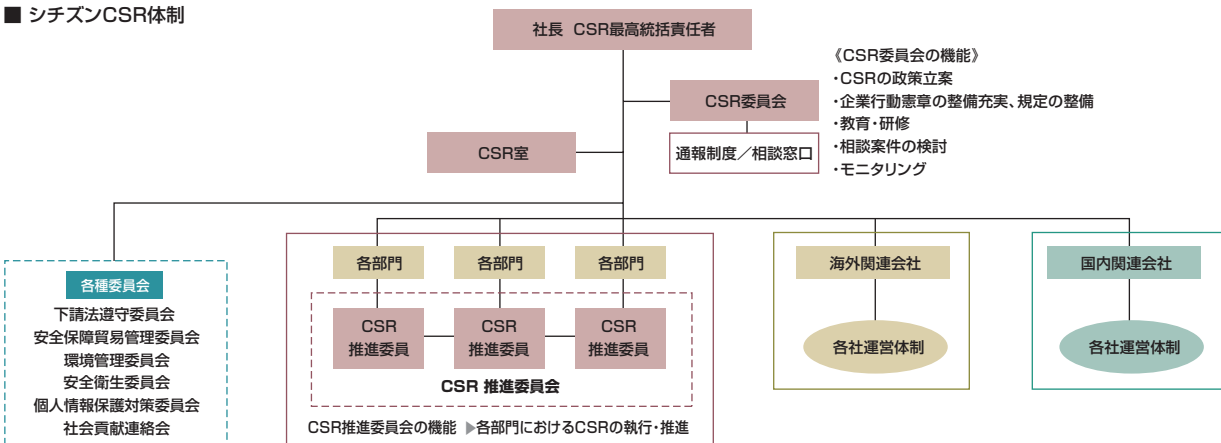 ■ シチズンCSR体制
社長 CSR最高統括責任者
《CSR委員会の機能》
・CSRの政策立案
・企業行動憲章の整備充実、規定の整備
・教育・研修
・相談案件の検討
・モニタリング
CSR委員会
通報制度／相談窓口
CSR室
各種委員会
下請法遵守委員会
安全保障貿易管理委員会
環境管理委員会
安全衛生委員会
個人情報保護対策委員会
社会貢献連絡会
各部門
各部門
各部門
CSR
推進委員
CSR
推進委員
CSR
推進委員
CSR 推進委員会
CSR推進委員会の機能 ▶各部門におけるCSRの執行・推進
海外関連会社
各社運営体制
国内関連会社
各社運営体制